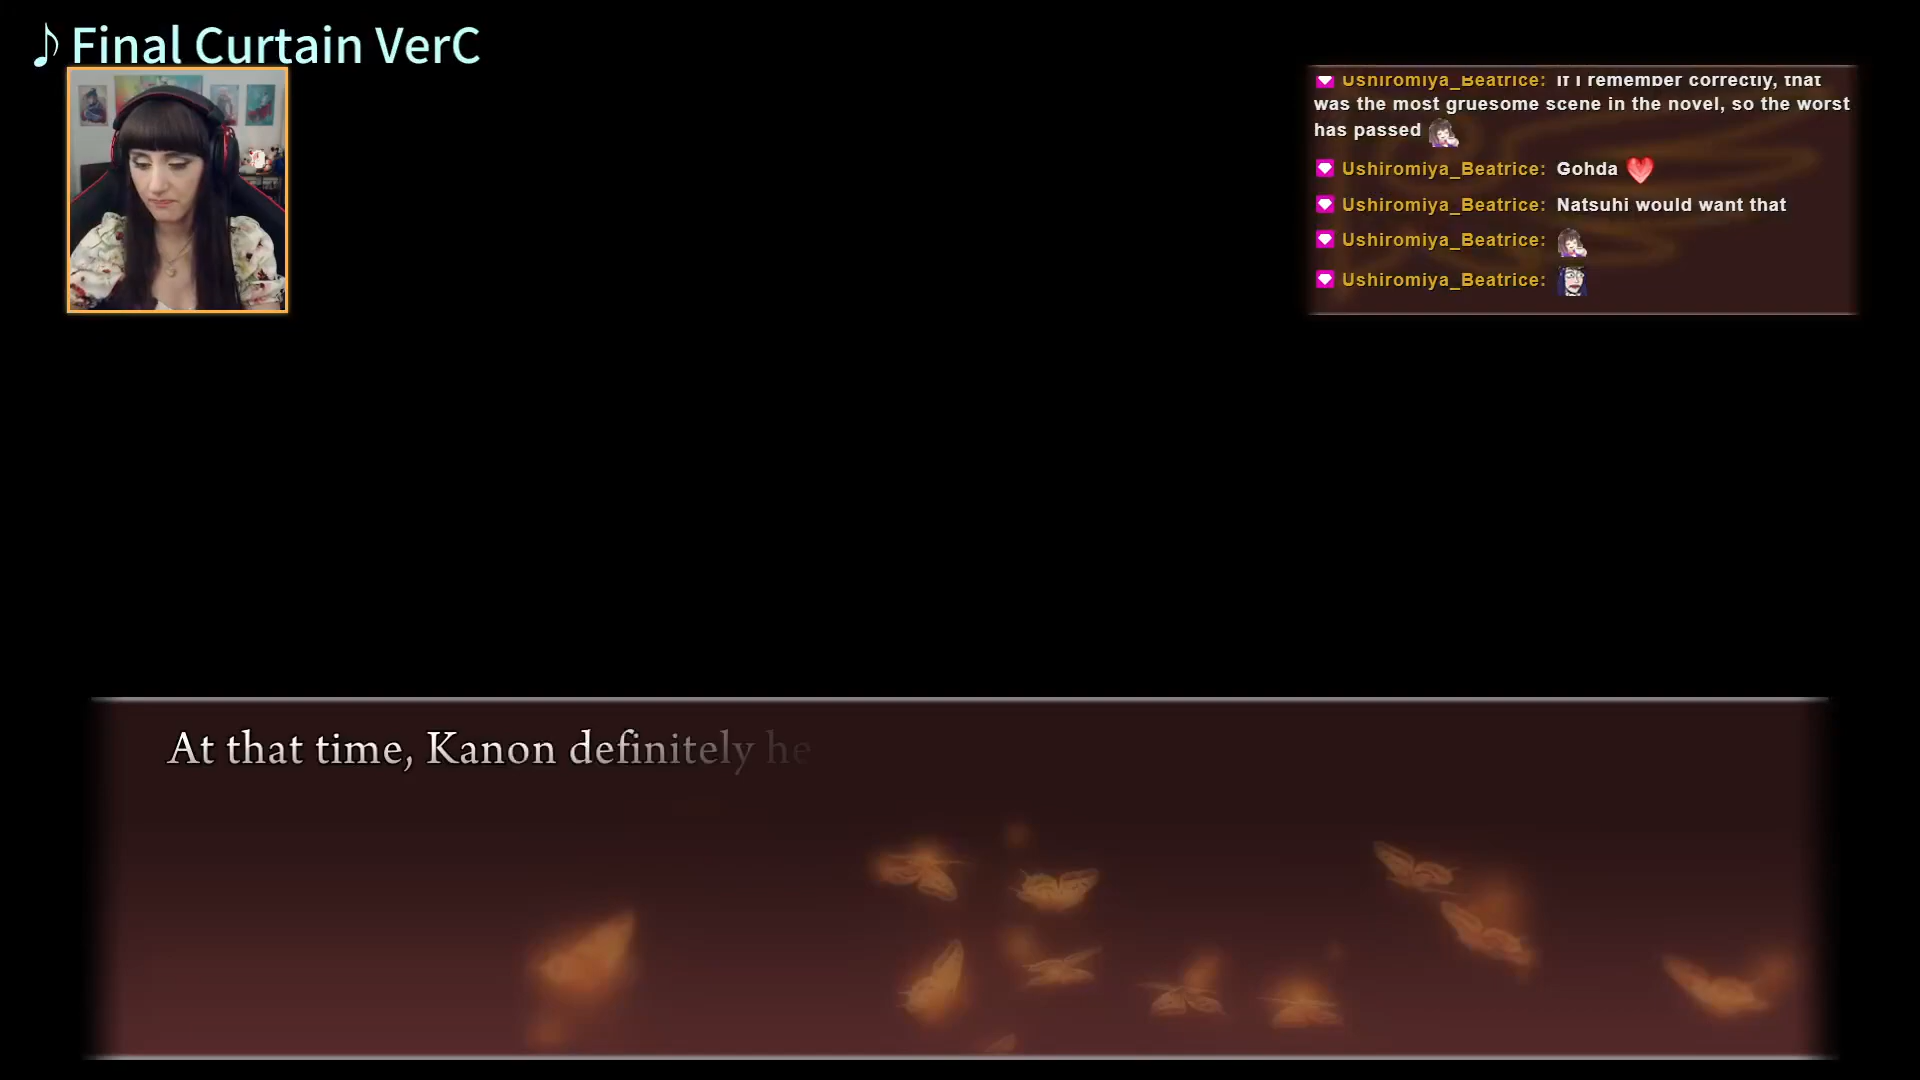 ♪ Final Curtain VerC
Ushiromiya_Beatrice: If I remember correctly, that
was the most gruesome scene in the novel, so the worst
has passed
Ushiromiya_Beatrice: Gohda
Ushiromiya_Beatrice: Natsuhi would want that
Ushiromiya_Beatrice:
Ushiromiya_Beatrice:
At that time, Kanon definitely he